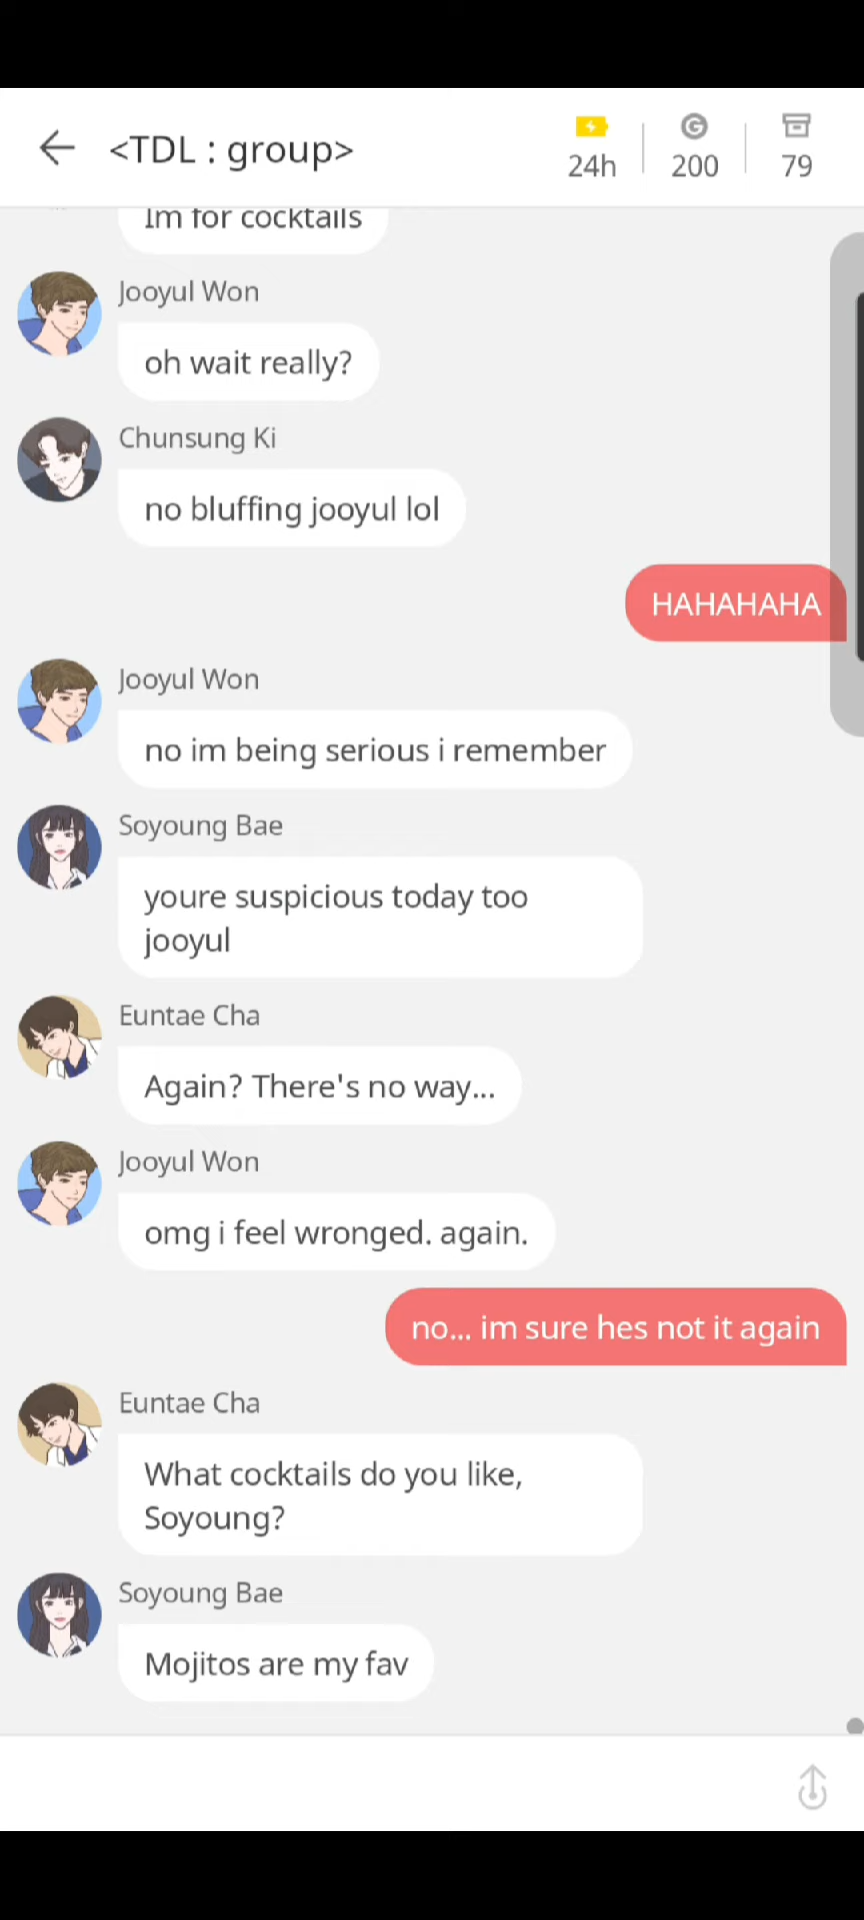 <TDL : group>
24h
200
79
Im for cocktails
Jooyul Won
oh wait really?
Chunsung Ki
no bluffing jooyul lol
HAHAHAHA
Jooyul Won
no im being serious i remember
Soyoung Bae
youre suspicious today too
jooyul
Euntae Cha
Again? There's no way...
Jooyul Won
omg i feel wronged. again.
no... im sure hes not it again
Euntae Cha
What cocktails do you like,
Soyoung?
Soyoung Bae
Mojitos are my fav